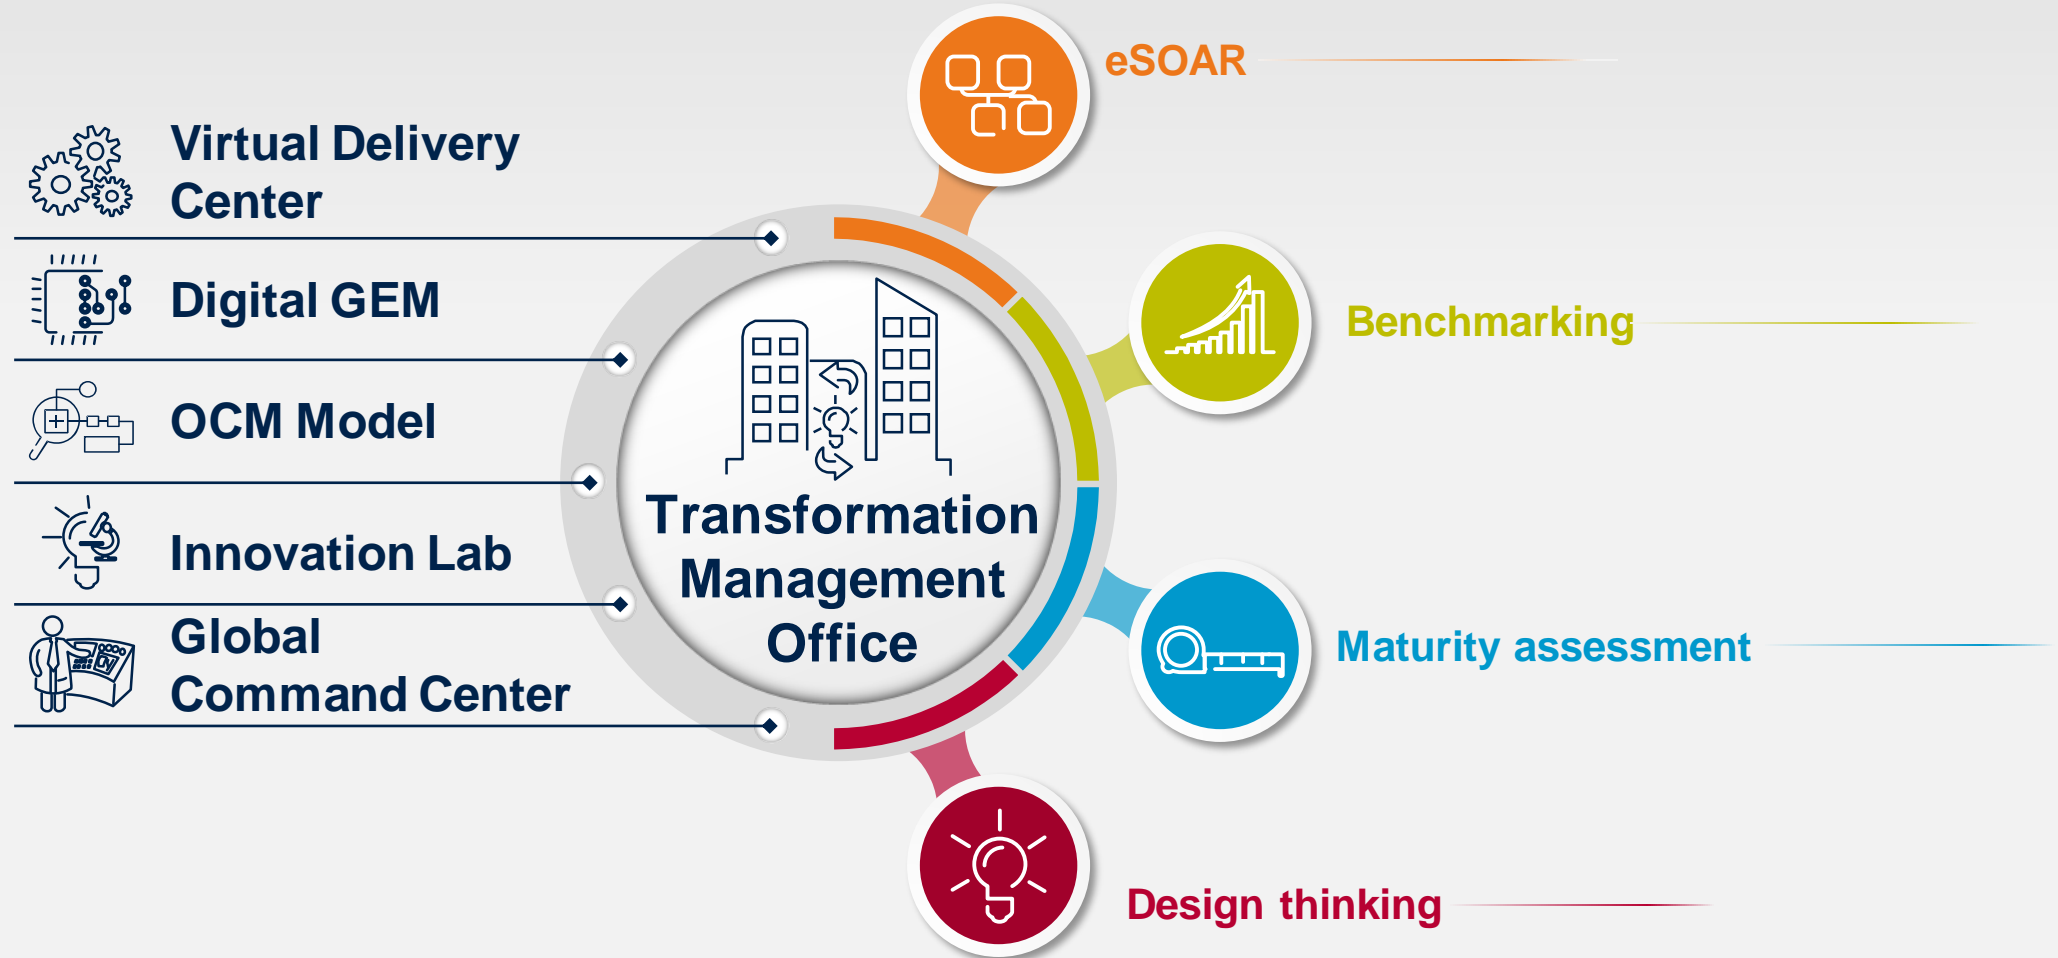 Virtual Delivery
Center
Digital GEM
OCM Model
Innovation Lab
Global
Command Center
Transformation
Management
Office
eSOAR
Benchmarking
Maturity assessment
Design thinking